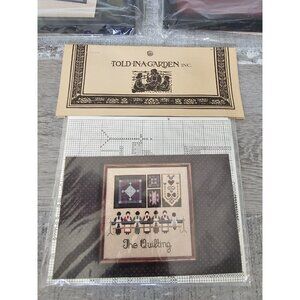 TOLD IN A GARDEN INC.
The Quilting